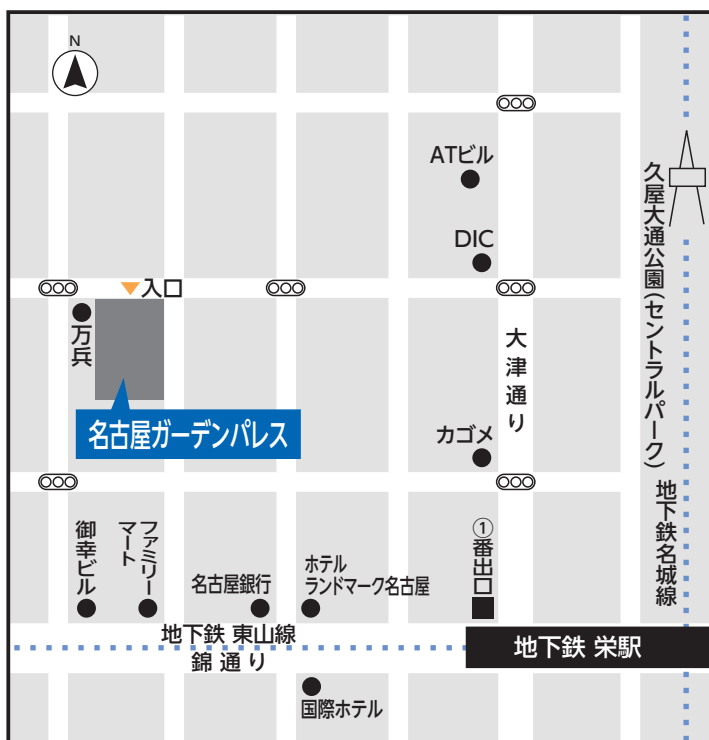 N
ATビル
DIC
久屋大通公園(セントラルパーク)
入口
万兵
大津通り
名古屋ガーデンパレス
カゴメ
地下鉄名城線
御幸ビル
ファミリー
マート
名古屋銀行
ホテル
ランドマーク名古屋
①番出口
地下鉄 東山線
錦通り
地下鉄 栄駅
国際ホテル